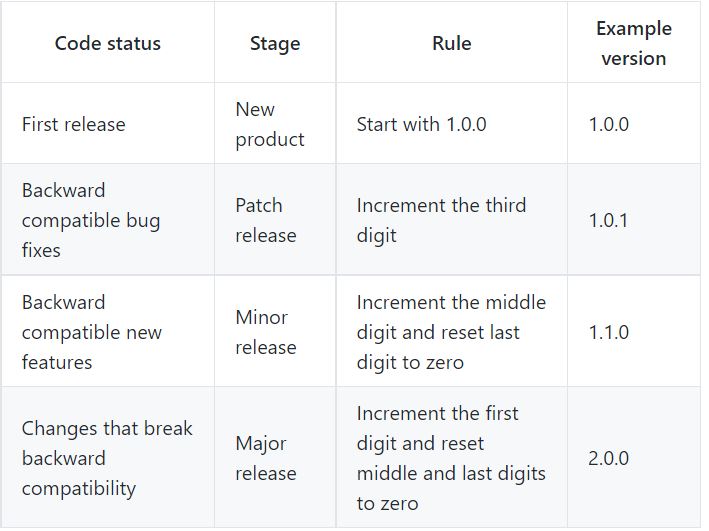 Code status
Stage
Rule
Example
version
First release
New
product
Start with 1.0.0
1.0.0
Backward
compatible bug
fixes
Patch
release
Increment the third
digit
1.0.1
Backward
compatible new
features
Minor
release
Increment the middle
digit and reset last
digit to zero
1.1.0
Changes that break
backward
compatibility
Major
release
Increment the first
digit and reset
middle and last digits
to zero
2.0.0